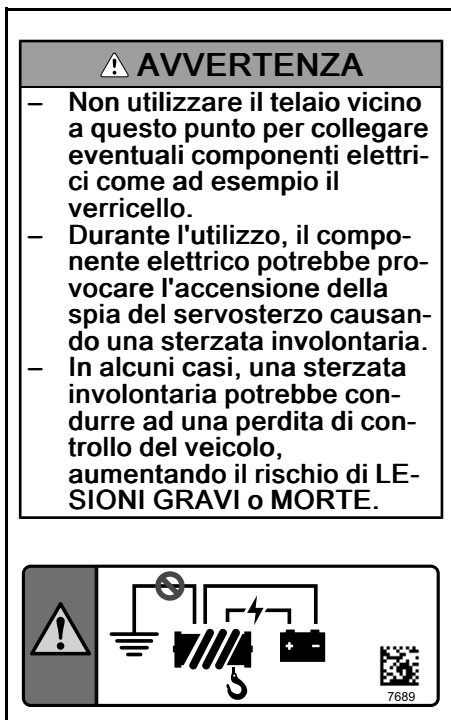 ⚠ AVVERTENZA
– Non utilizzare il telaio vicino
a questo punto per collegare
eventuali componenti elettri-
ci come ad esempio il
verricello.
– Durante l'utilizzo, il compo-
nente elettrico potrebbe pro-
vocare l'accensione della
spia del servosterzo causan-
do una sterzata involontaria.
– In alcuni casi, una sterzata
involontaria potrebbe con-
durre ad una perdita di con-
trollo del veicolo,
aumentando il rischio di LE-
SIONI GRAVI o MORTE.
+ -
7689